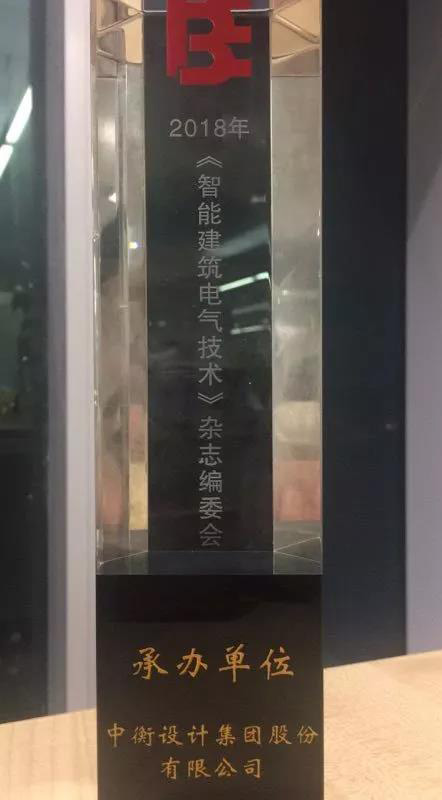 2018年
《智能建筑电气技术》杂志编委会
承办单位
中衡设计集团股份
有限公司